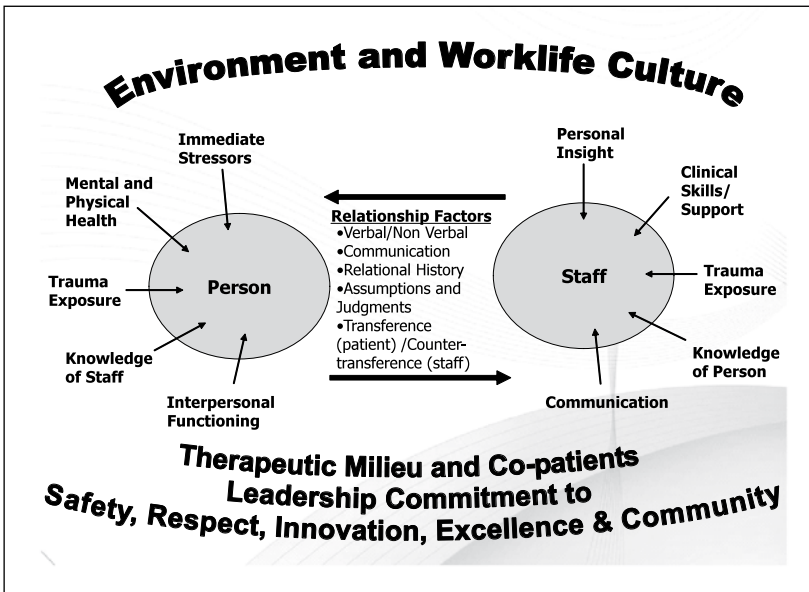 Environment and Worklife Culture
Immediate
Stressors
Mental and
Physical
Health
Trauma
Exposure
Knowledge
of Staff
Interpersonal
Functioning
Person
Relationship Factors
•Verbal/Non Verbal
•Communication
•Relational History
•Assumptions and
Judgments
•Transference
(patient) /Counter-
transference (staff)
Personal
Insight
Clinical
Skills/
Support
Staff
Trauma
Exposure
Knowledge
of Person
Communication
Therapeutic Milieu and Co-patients
Leadership Commitment to
Safety, Respect, Innovation, Excellence & Community